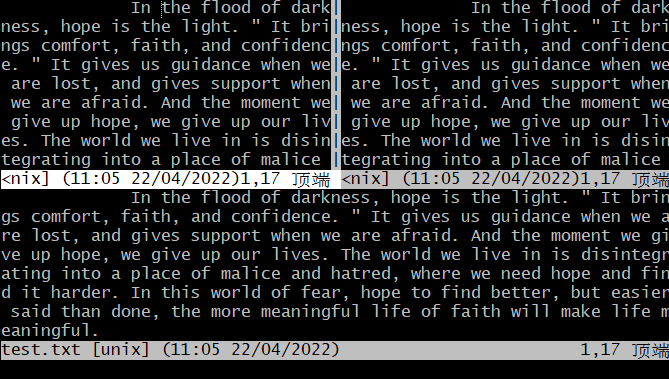 In the flood of dark
ness, hope is the light. " It bri
ngs comfort, faith, and confidenc
e. " It gives us guidance when we
are lost, and gives support when
we are afraid. And the moment we
give up hope, we give up our liv
es. The world we live in is disin
tegrating into a place of malice
<nix] (11:05 22/04/2022)1,17 顶端
In the flood of dark
ness, hope is the light. " It bri
ngs comfort, faith, and confidenc
e. " It gives us guidance when we
are lost, and gives support when
we are afraid. And the moment we
give up hope, we give up our liv
es. The world we live in is disin
tegrating into a place of malice
<nix] (11:05 22/04/2022)1,17 顶端
In the flood of darkness, hope is the light. " It brin
gs comfort, faith, and confidence. " It gives us guidance when we a
re lost, and gives support when we are afraid. And the moment we gi
ve up hope, we give up our lives. The world we live in is disintegr
ating into a place of malice and hatred, where we need hope and fin
d it harder. In this world of fear, hope to find better, but easier
said than done, the more meaningful life of faith will make life m
eaningful.
test.txt [unix] (11:05 22/04/2022) 1,17 顶端